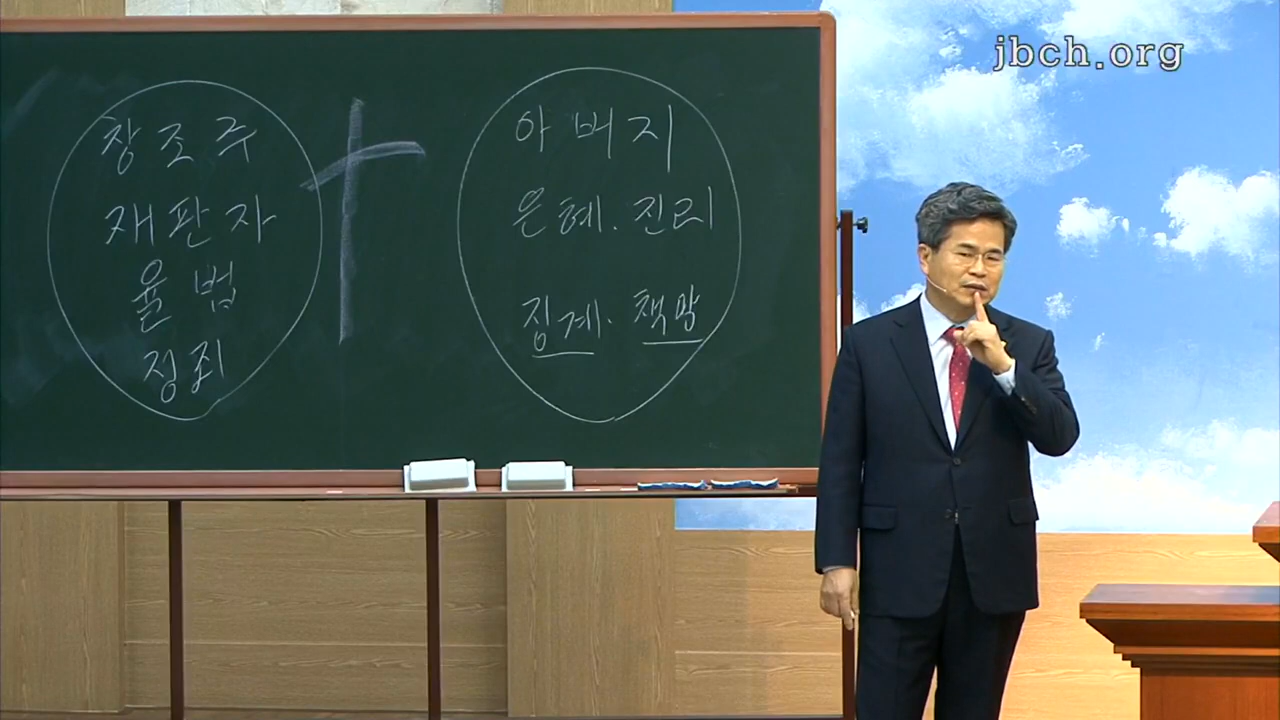 jbch.org
창조주
재판자
율법
정죄
아버지
은혜. 진리
징계. 책망